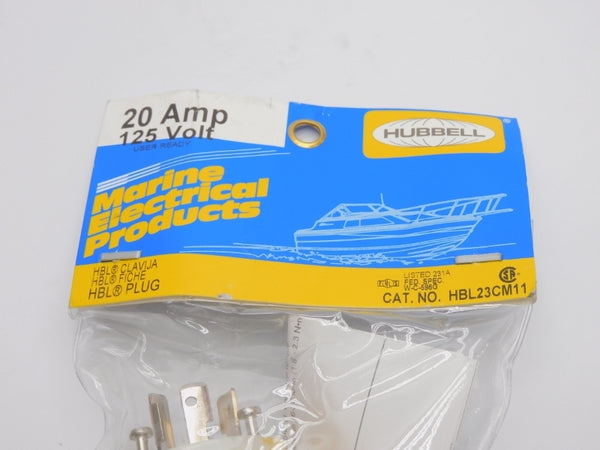 20 Amp
125 Volt
USER READY
HUBBELL
®
Marine
Electrical
Products
HBL® CLAVIJA
HBL® FICHE
HBL® PLUG
LISTED 231A
FED. SPEC.
W-C-596G
CAT. NO. HBL23CM11